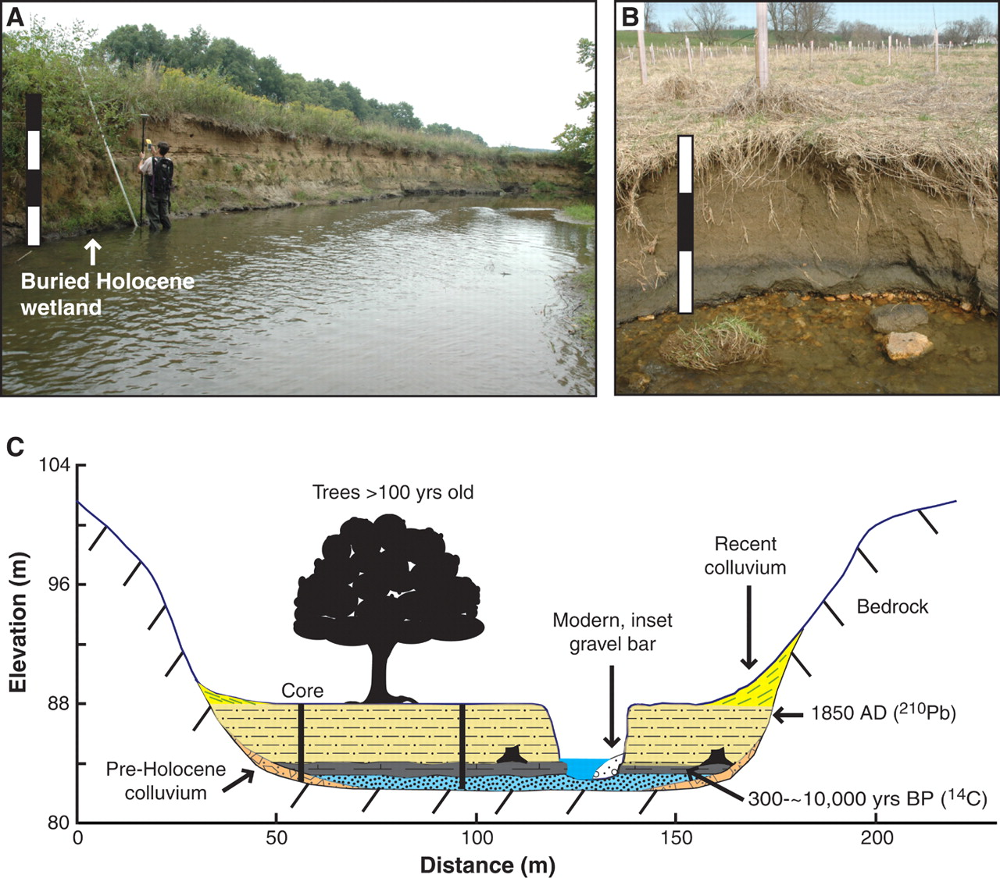 A
B
Buried Holocene
wetland
C
104
96
88
80
Elevation (m)
Trees >100 yrs old
Recent
colluvium
Modern, inset
gravel bar
Bedrock
Core
1850 AD (²¹⁰Pb)
Pre-Holocene
colluvium
300-~10,000 yrs BP (¹⁴C)
0
50
100
150
200
Distance (m)